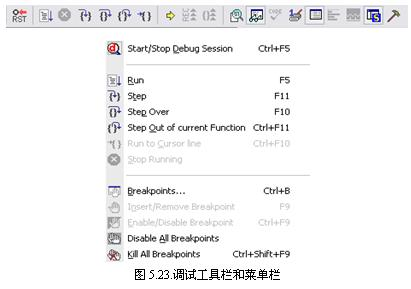 RST
Start/Stop Debug Session Ctrl+F5
Run F5
Step F11
Step Over F10
Step Out of current Function Ctrl+F11
Run to Cursor line Ctrl+F10
Stop Running
Breakpoints... Ctrl+B
Insert/Remove Breakpoint F9
Enable/Disable Breakpoint Ctrl+F9
Disable All Breakpoints
Kill All Breakpoints Ctrl+Shift+F9
图 5.23.调试工具栏和菜单栏